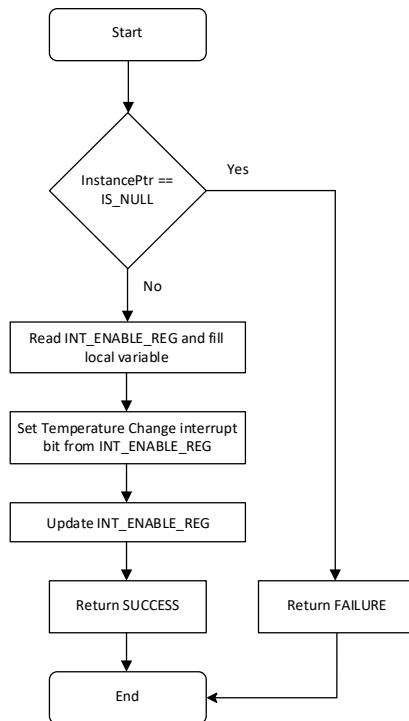 Start
InstancePtr ==
IS_NULL
Yes
No
Read INT_ENABLE_REG and fill
local variable
Set Temperature Change interrupt
bit from INT_ENABLE_REG
Update INT_ENABLE_REG
Return SUCCESS
Return FAILURE
End